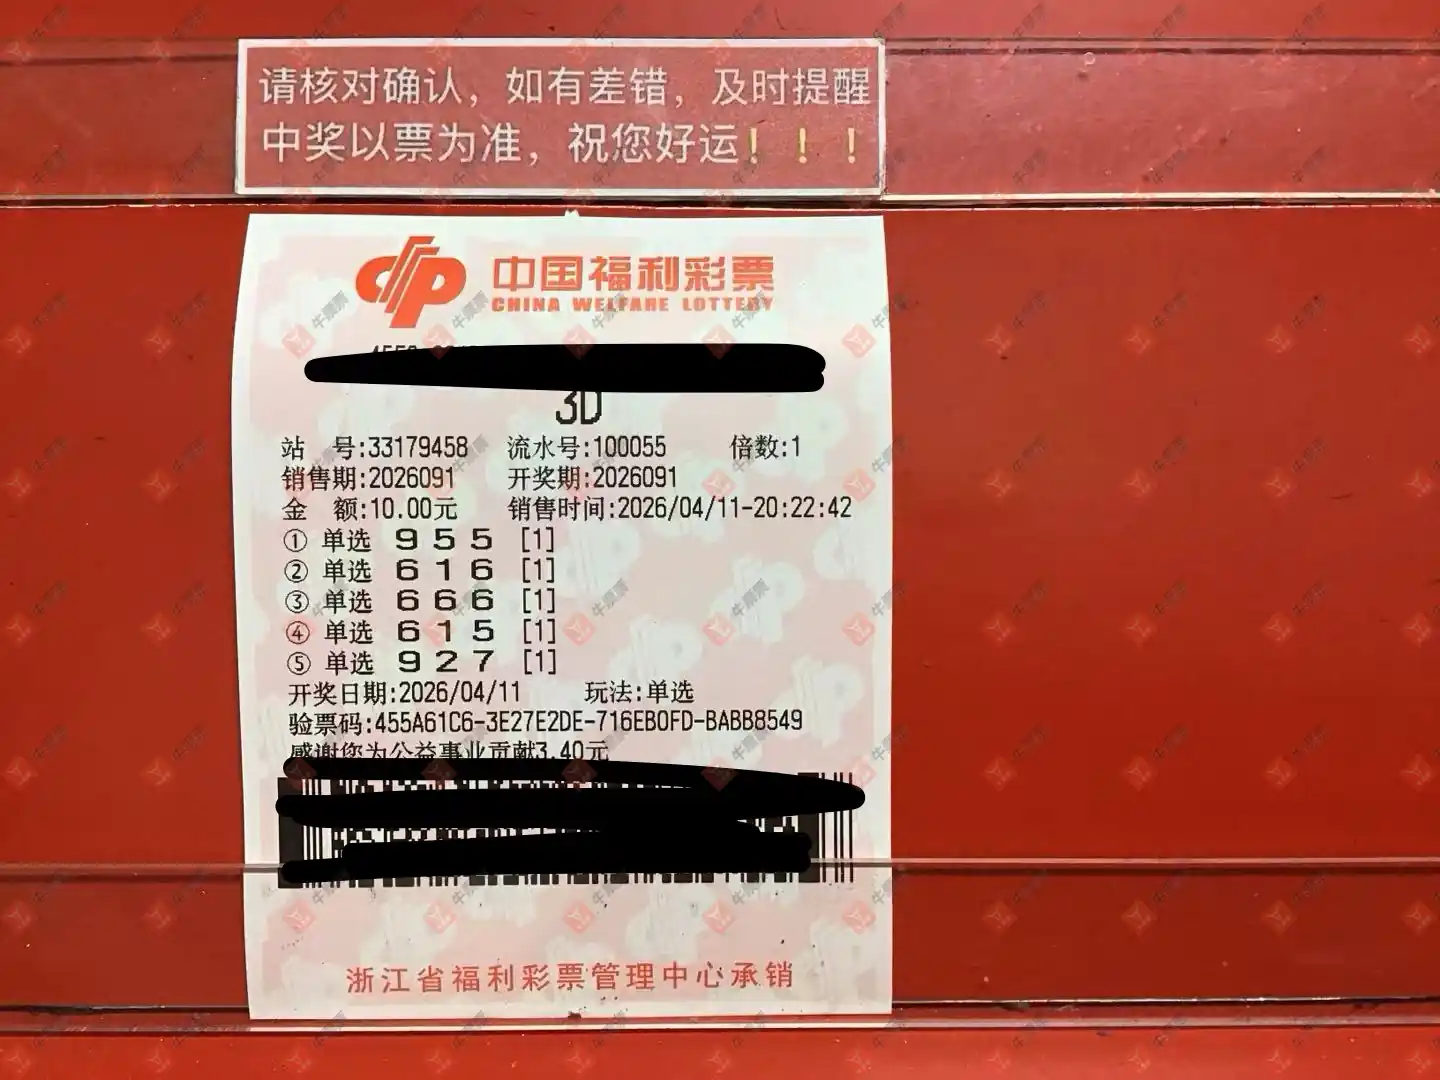 请核对确认，如有差错，及时提醒
中奖以票为准，祝您好运！！！
中国福利彩票
CHINA WELFARE LOTTERY
3D
站 号:33179458 流水号:100055 倍数:1
销售期:2026091 开奖期:2026091
金 额:10.00元 销售时间:2026/04/11-20:22:42
① 单选 9 5 5 [1]
② 单选 6 1 6 [1]
③ 单选 6 6 6 [1]
④ 单选 6 1 5 [1]
⑤ 单选 9 2 7 [1]
开奖日期:2026/04/11 玩法:单选
验票码:455A61C6-3E27E2DE-716EB0FD-BABB8549
感谢您为公益事业贡献3.40元
浙江省福利彩票管理中心承销
牛票票